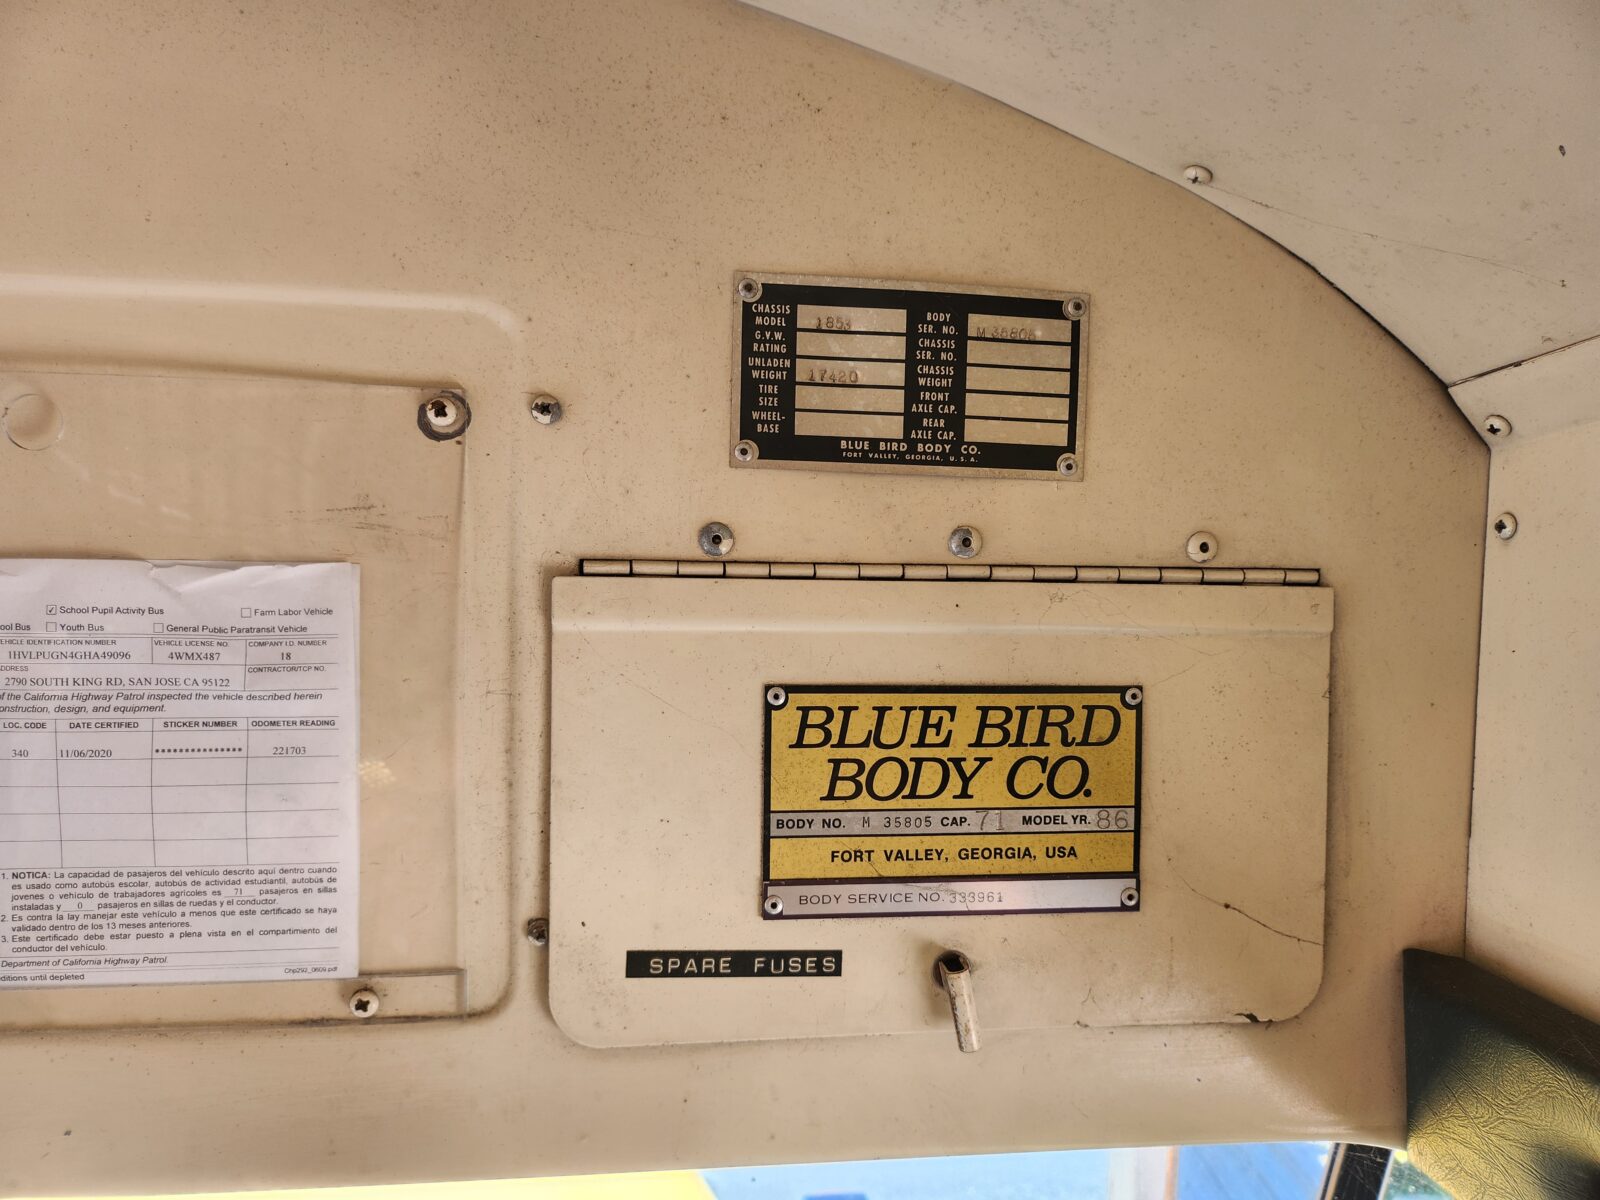 CHASSIS MODEL 1853 BODY SER. NO. M 35805
G.V.W. RATING CHASSIS SER. NO.
UNLADEN WEIGHT 17420 CHASSIS WEIGHT
TIRE SIZE FRONT AXLE CAP.
WHEEL-BASE REAR AXLE CAP.
BLUE BIRD BODY CO.
FORT VALLEY, GEORGIA, U. S. A.
☑ School Pupil Activity Bus ☐ Farm Labor Vehicle
ool Bus ☐ Youth Bus ☐ General Public Paratransit Vehicle
EHICLE IDENTIFICATION NUMBER VEHICLE LICENSE NO. COMPANY I.D. NUMBER
1HVLPUGN4GHA49096 4WMX487 18
DDRESS CONTRACTOR/TCP NO.
2790 SOUTH KING RD, SAN JOSE CA 95122
of the California Highway Patrol inspected the vehicle described herein
onstruction, design, and equipment.
LOC. CODE DATE CERTIFIED STICKER NUMBER ODOMETER READING
340 11/06/2020 *************** 221703
1. NOTICA: La capacidad de pasajeros del vehículo descrito aquí dentro cuando
es usado como autobús escolar, autobús de actividad estudiantil, autobús de
jovenes o vehículo de trabajadores agricoles es 71 pasajeros en sillas
instaladas y 0 pasajeros en sillas de ruedas y el conductor.
2. Es contra la lay manejar este vehículo a menos que este certificado se haya
validado dentro de los 13 meses anteriores.
3. Este certificado debe estar puesto a plena vista en el compartimiento del
conductor del vehículo.
Department of California Highway Patrol.
ditions until depleted Chp292_0609.pdf
BLUE BIRD
BODY CO.
BODY NO. M 35805 CAP. 71 MODEL YR. 86
FORT VALLEY, GEORGIA, USA
BODY SERVICE NO. 333961
SPARE FUSES